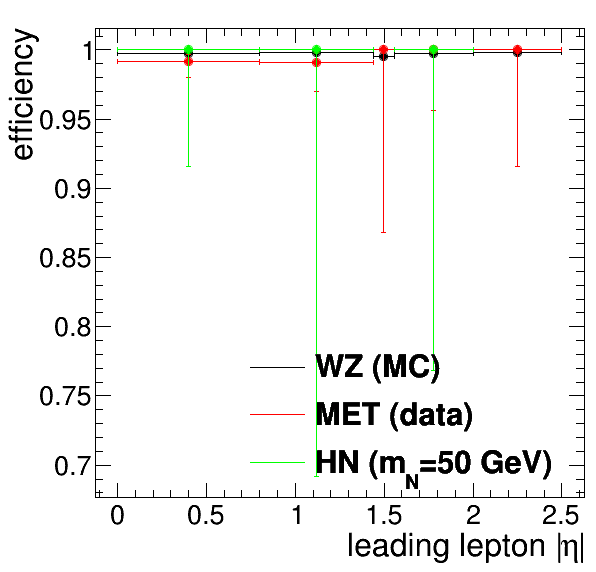 efficiency
1
0.95
0.9
0.85
0.8
0.75
0.7
WZ (MC)
MET (data)
HN (m_N=50 GeV)
0 0.5 1 1.5 2 2.5
leading lepton |η|